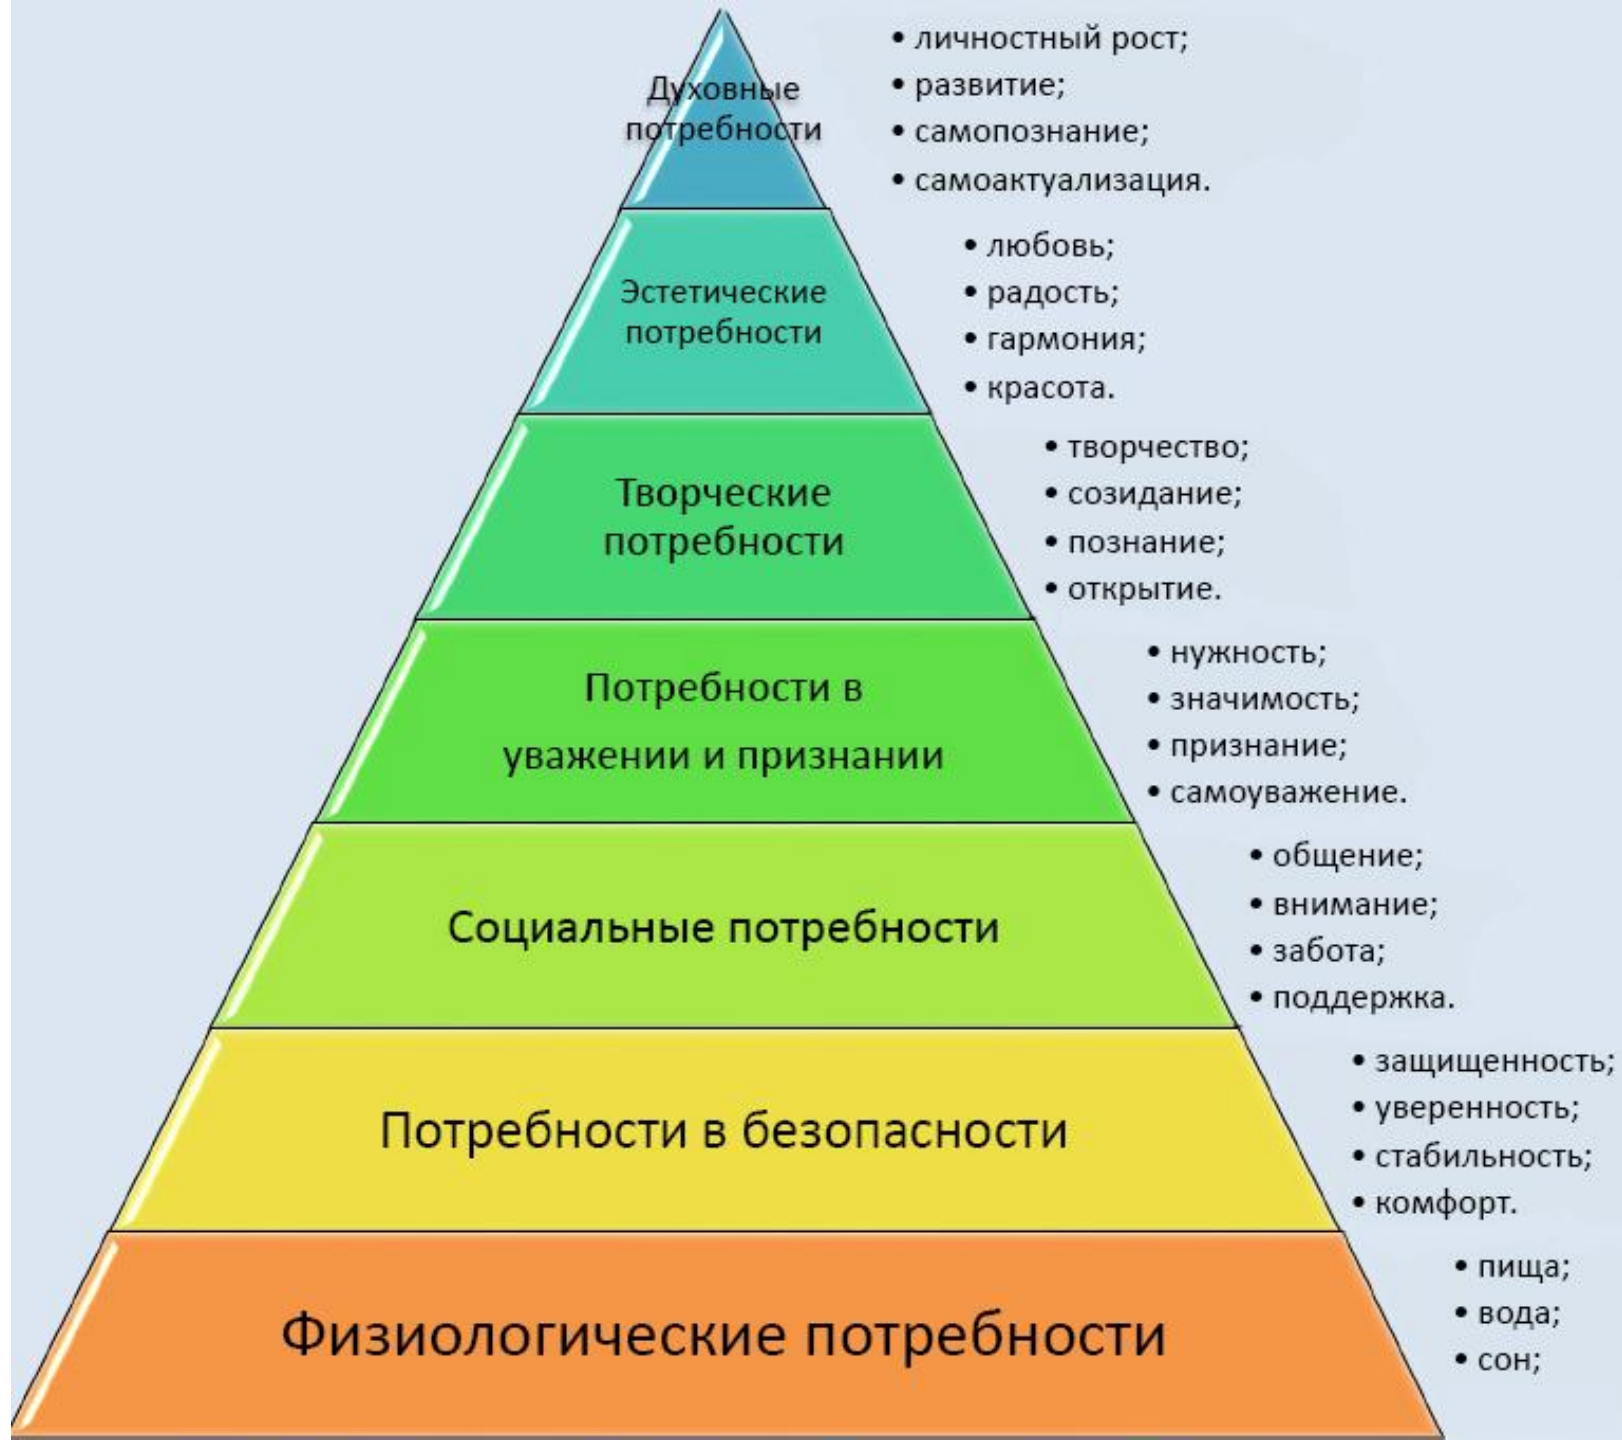 Духовные
потребности
• личностный рост;
• развитие;
• самопознание;
• самоактуализация.
Эстетические
потребности
• любовь;
• радость;
• гармония;
• красота.
Творческие
потребности
• творчество;
• созидание;
• познание;
• открытие.
Потребности в
уважении и признании
• нужность;
• значимость;
• признание;
• самоуважение.
Социальные потребности
• общение;
• внимание;
• забота;
• поддержка.
Потребности в безопасности
• защищенность;
• уверенность;
• стабильность;
• комфорт.
Физиологические потребности
• пища;
• вода;
• сон;